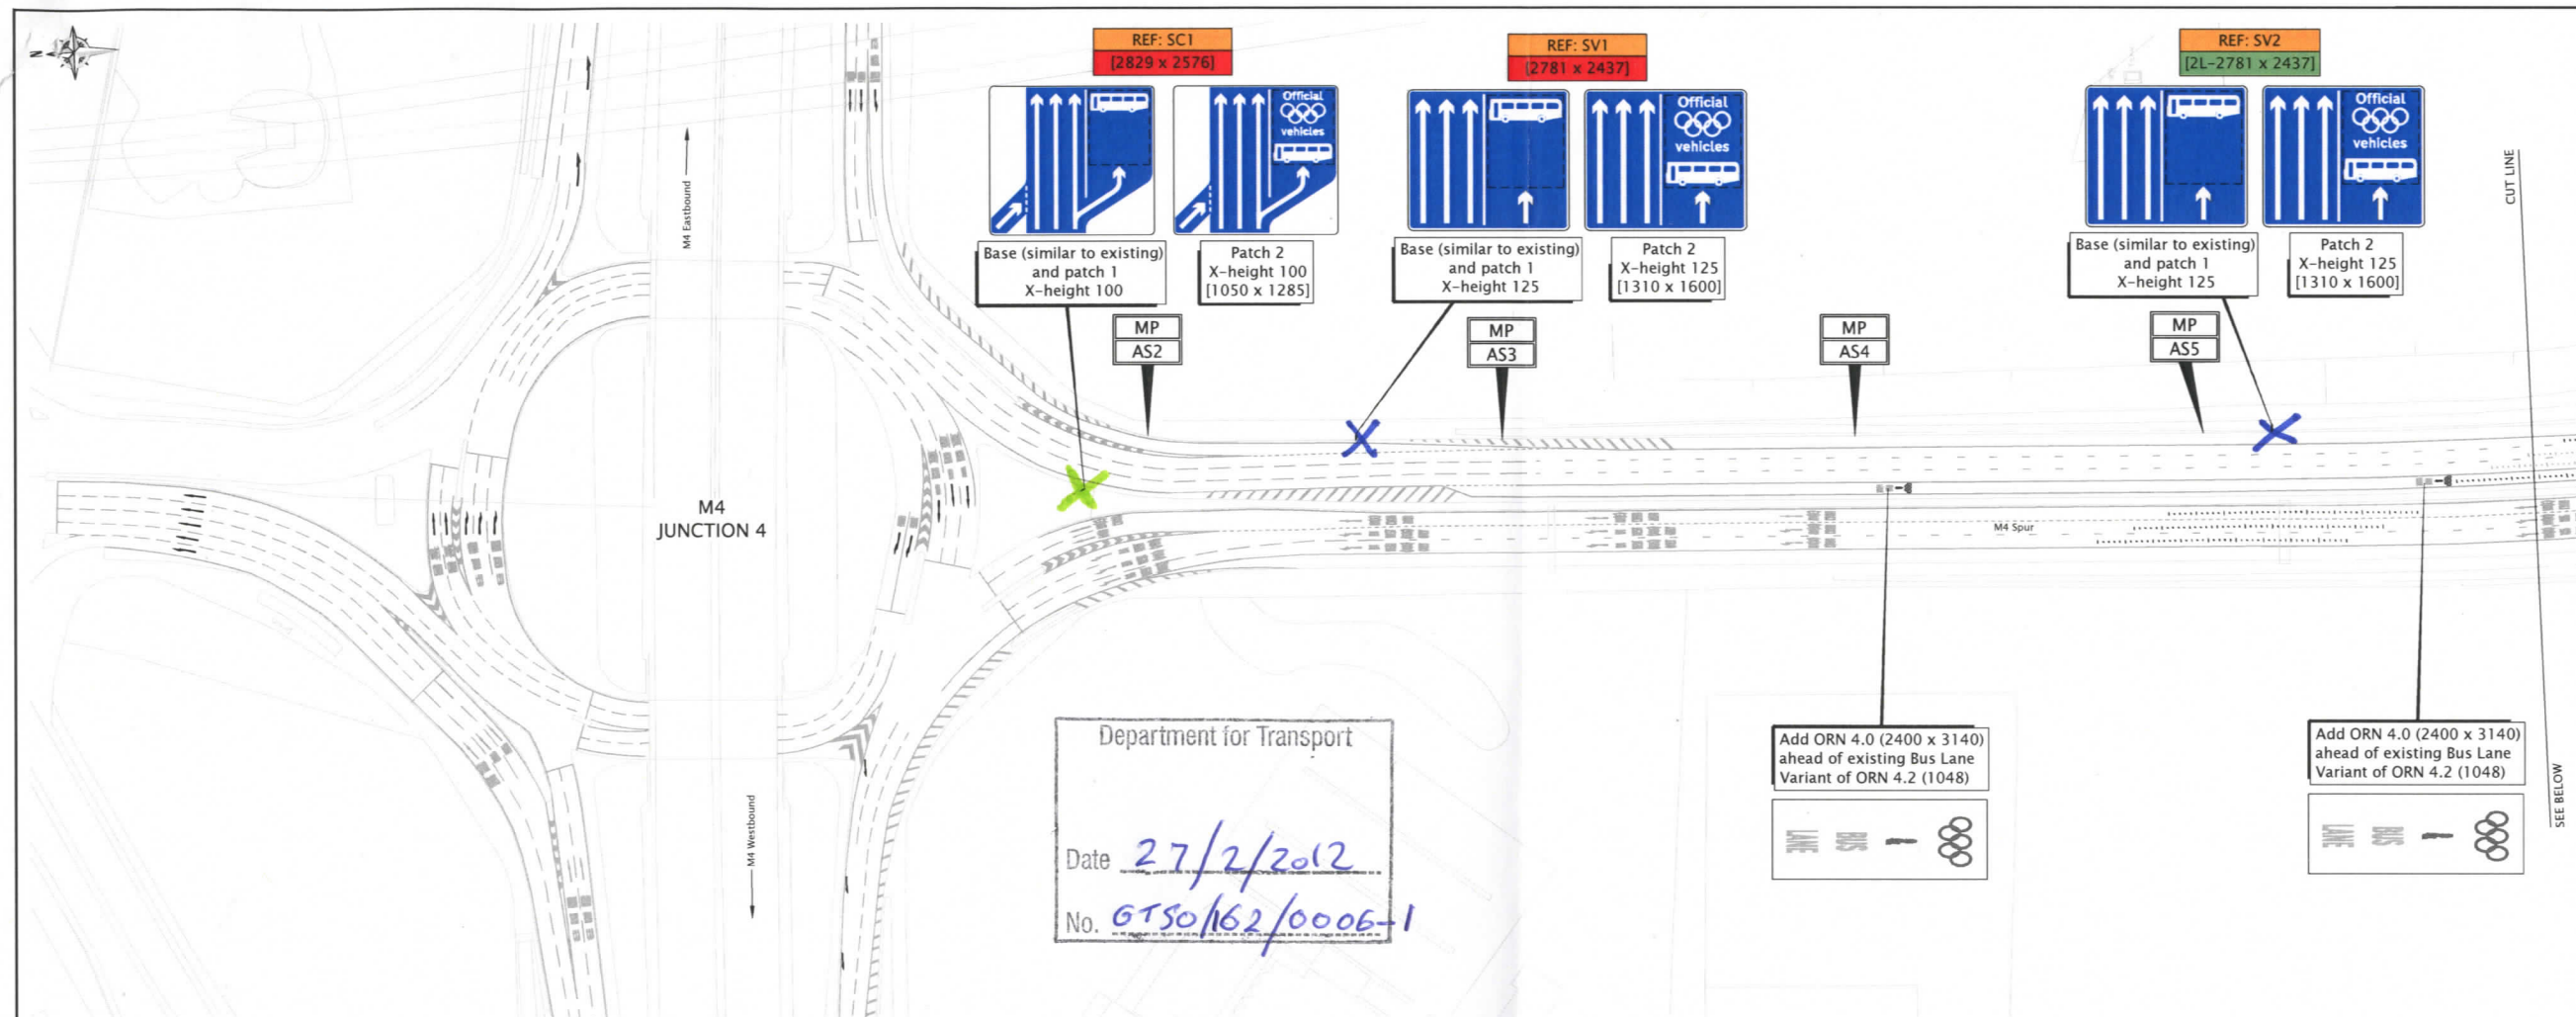 N
REF: SC1
[2829 x 2576]
Official
vehicles
Base (similar to existing)
and patch 1
X-height 100
Patch 2
X-height 100
[1050 x 1285]
REF: SV1
[2781 x 2437]
Official
vehicles
Base (similar to existing)
and patch 1
X-height 125
Patch 2
X-height 125
[1310 x 1600]
REF: SV2
[2L-2781 x 2437]
Official
vehicles
Base (similar to existing)
and patch 1
X-height 125
Patch 2
X-height 125
[1310 x 1600]
CUT LINE
M4 Eastbound
MP
AS2
MP
AS3
MP
AS4
MP
AS5
M4
JUNCTION 4
M4 Spur
M4 Westbound
Department for Transport
Date 27/2/2012
No. GT50/162/0006-1
Add ORN 4.0 (2400 x 3140)
ahead of existing Bus Lane
Variant of ORN 4.2 (1048)
LANE
BUS
Add ORN 4.0 (2400 x 3140)
ahead of existing Bus Lane
Variant of ORN 4.2 (1048)
LANE
BUS
SEE BELOW